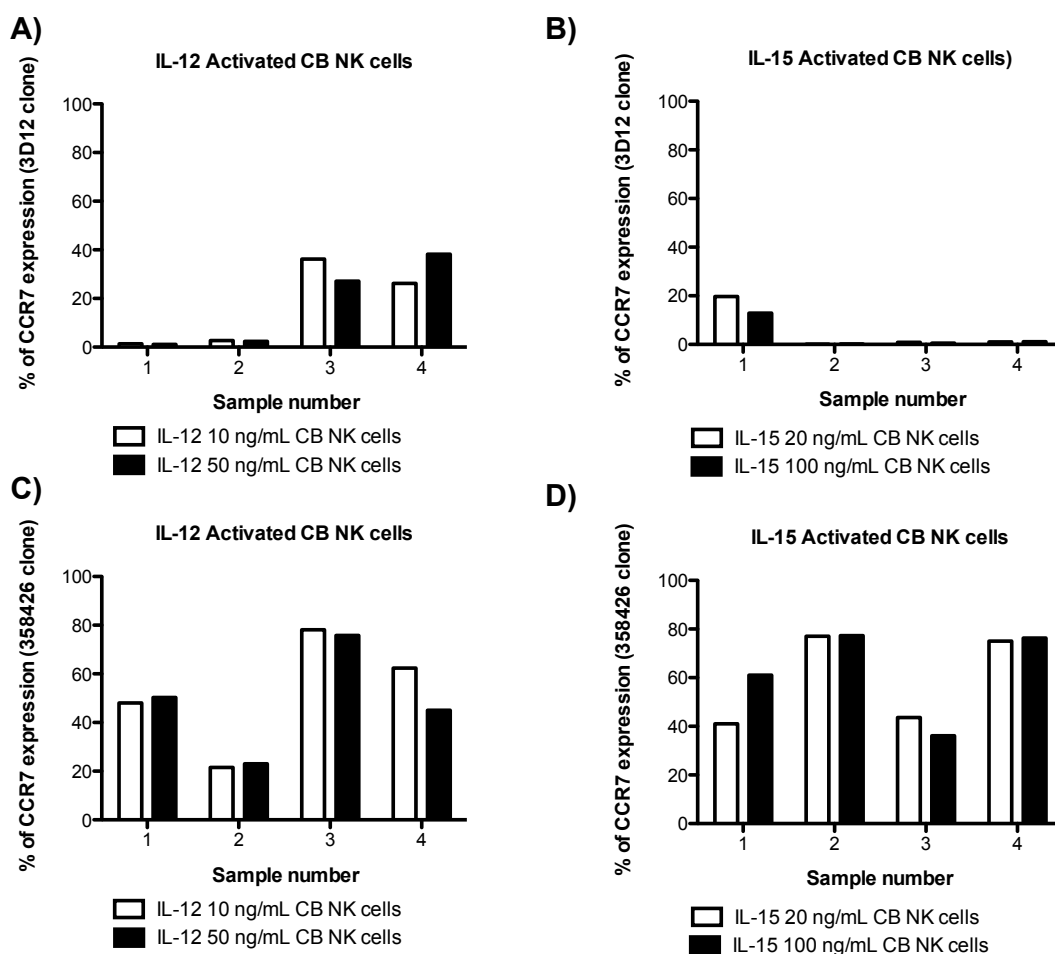 A)
IL-12 Activated CB NK cells
% of CCR7 expression (3D12 clone)
100
80
60
40
20
0
1 2 3 4
Sample number
IL-12 10 ng/mL CB NK cells
IL-12 50 ng/mL CB NK cells
B)
IL-15 Activated CB NK cells)
% of CCR7 expression (3D12 clone)
100
80
60
40
20
0
1 2 3 4
Sample number
IL-15 20 ng/mL CB NK cells
IL-15 100 ng/mL CB NK cells
C)
IL-12 Activated CB NK cells
% of CCR7 expression (358426 clone)
100
80
60
40
20
0
1 2 3 4
Sample number
IL-12 10 ng/mL CB NK cells
IL-12 50 ng/mL CB NK cells
D)
IL-15 Activated CB NK cells
% of CCR7 expression (358426 clone)
100
80
60
40
20
0
1 2 3 4
Sample number
IL-15 20 ng/mL CB NK cells
IL-15 100 ng/mL CB NK cells